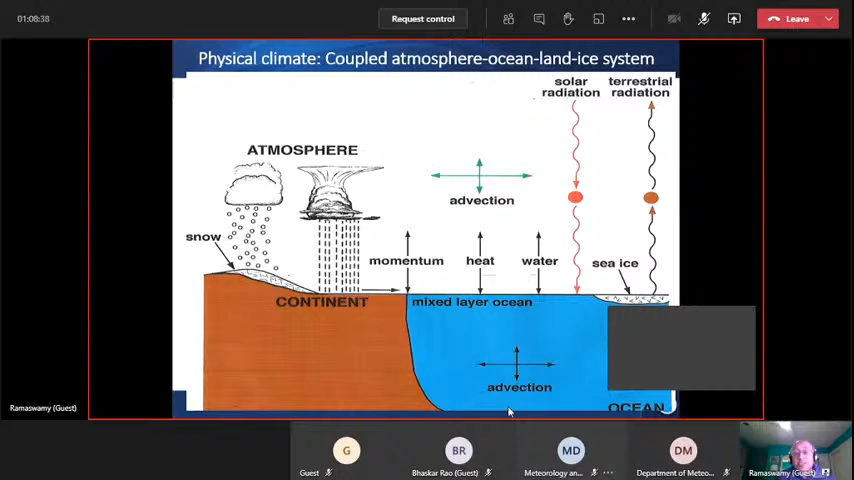 01:08:38
Request control
Leave
Physical climate: Coupled atmosphere-ocean-land-ice system
solar
radiation
terrestrial
radiation
ATMOSPHERE
advection
snow
momentum
heat
water
sea ice
CONTINENT
mixed layer ocean
advection
OCEAN
Ramaswamy (Guest)
G
BR
MD
DM
Guest
Bhaskar Rao (Guest)
Meteorology an...
Department of Meteo...
Ramaswamy (Guest)